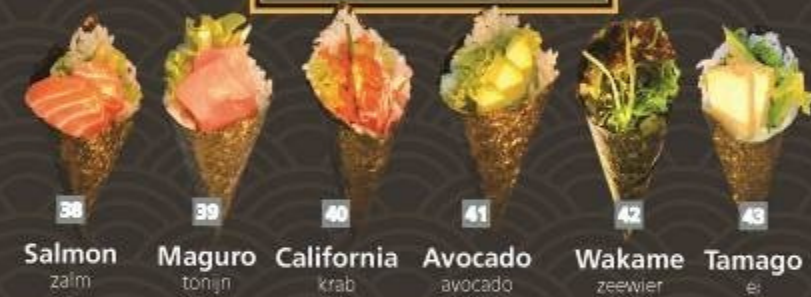 38 39 40 41 42 43
Salmon Maguro California Avocado Wakame Tamago
zalm tonijn krab avocado zeewier ei